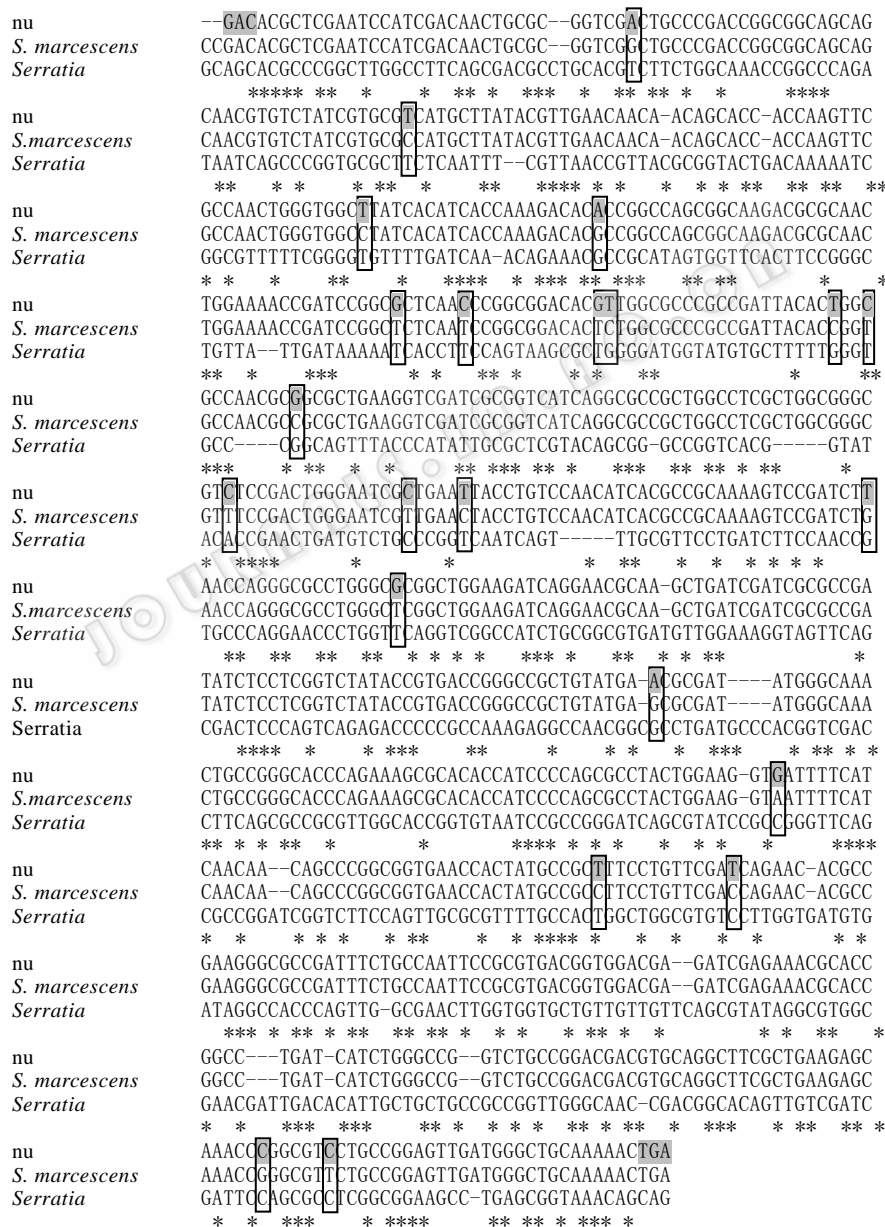 nu --GACACGCTCGAATCCATCGACAACTGCGC--GGTCGACTGCCCGACCGGCGGCAGCAG
S. marcescens CCGACACGCTCGAATCCATCGACAACTGCGC--GGTCGGCTGCCCGACCGGCGGCAGCAG
Serratia GCAGCACGCCCGGCTTGGCCTTCAGCGACGCCTGCACGTCTTCTGGCAAACCGGCCCAGA
***** ** * ** * * ** ** * * ****
nu CAACGTGTCTATCGTGCGTCATGCTTATACGTTGAACAACA-ACAGCACC-ACCAAGTTC
S.marcescens CAACGTGTCTATCGTGCGCCATGCTTATACGTTGAACAACA-ACAGCACC-ACCAAGTTC
Serratia TAATCAGCCCGGTGCGCTTCTCAATTT--CGTTAACCGTTACGCGGTACTGACAAAAATC
** * * * * * ** **** * * * * * * ** ** **
nu GCCAACTGGGTGGCTTATCACATCACCAAAGACACACCGGCCAGCGGCAAGACGCGCAAC
S. marcescens GCCAACTGGGTGGCCTATCACATCACCAAAGACACGCCGGCCAGCGGCAAGACGCGCAAC
Serratia GGCGTTTTTCGGGGTGTTTTGATCAA-ACAGAAACGCCGCATAGTGGTTCACTTCCGGGC
* * * ** * **** *** ** ** *** ** ** * *
nu TGGAAAACCGATCCGGCGCTCAACCCCGGCGGACACGTTGGCGCCCGCCGATTACACTGGC
S. marcescens TGGAAAACCGATCCGGCTCTCAATCCGGCGGACACTCTGGCGCCCGCCGATTACACCGGT
Serratia TGTTA--TTGATAAAAATCACCTTCCAGTAAGCGCTGGGGATGGTATGTGCTTTTTGGGT
** * *** * * ** * * * ** * **
nu GCCAACGCGGCGCTGAAGGTCGATCGCGGTCATCAGGCGCCGCTGGCCTCGCTGGCGGGC
S. marcescens GCCAACGCCGCGCTGAAGGTCGATCGCGGTCATCAGGCGCCGCTGGCCTCGCTGGCGGGC
Serratia GCC----CGGCAGTTTACCCATATTGCGCTCGTACAGCGG-GCCGGTCACG-----GTAT
*** * ** * * ** *** ** * *** ** ** * ** *
nu GTCTCCGACTGGGAATCGCTGAATTACCTGTCCAACATCACGCCGCAAAAGTCCGATCTT
S. marcescens GTTTCCGACTGGGAATCGTTGAACTACCTGTCCAACATCACGCCGCAAAAGTCCGATCTG
Serratia ACACCGAACTGATGTCTGCCCGGTCAATCAGT-----TTGCGTTCCTGATCTTCCAACCG
* **** * * * ** * * * * *
nu AACCAGGGCGCCTGGGCGCGGCTGGAAGATCAGGAACGCAA-GCTGATCGATCGCGCCGA
S.marcescens AACCAGGGCGCCTGGGCTCGGCTGGAAGATCAGGAACGCAA-GCTGATCGATCGCGCCGA
Serratia TGCCCAGGAACCCTGGTTCAGGTCGGCCATCTGCGGCGTGATGTTGGAAAGGTAGTTCAG
** ** ** ** * * * * *** * * * ** *
nu TATCTCCTCGGTCTATACCGTGACCGGGCCGCTGTATGA-ACGCGAT----ATGGGCAAA
S. marcescens TATCTCCTCGGTCTATACCGTGACCGGGCCGCTGTATGA-GCGCGAT----ATGGGCAAA
Serratia CGACTCCCAGTCAGAGACCCCCGCCAAAGAGGCCAACGGCGCCTGATGCCCACGGTCGAC
**** * * *** ** * * * * *** * ** * *
nu CTGCCGGGCACCCAGAAAGCGCACACCATCCCCAGCGCCTACTGGAAG-GTGATTTTCAT
S.marcescens CTGCCGGGCACCCAGAAAGCGCACACCATCCCCAGCGCCTACTGGAAG-GTAATTTTCAT
Serratia CTTCAGCGCCGCGTTGGCACCGGTGTAATCCGCCGGGATCAGCGTATCCGCCGGGTTCAG
** * ** ** * **** * * * * * * * ****
nu CAACAA--CAGCCCGGCGGTGAACCACTATGCCGCTTTCCTGTTCGATCAGAAC-ACGCC
S. marcescens CAACAA--CAGCCCGGCGGTGAACCACTATGCCGCCTTCCTGTTCGACCAGAAC-ACGCC
Serratia CGCCGGATCGGTCTTCCAGTTGCGCGTTTTGCCACTGGCTGGCGTGTCCTTGGTGATGTG
* * * * * * ** * * **** * * * * * *
nu GAAGGGCGCCGATTTCTGCCAATTCCGCGTGACGGTGGACGA--GATCGAGAAACGCACC
S. marcescens GAAGGGCGCCGATTTCTGCCAATTCCGCGTGACGGTGGACGA--GATCGAGAAACGCACC
Serratia ATAGGCCACCCAGTTG-GCGAACTTGGTGGTGCTGTTGTTGTTCAGCGTATAGGCGTGGC
*** * ** * ** ** * * * ** * * * * ** *
nu GGCC---TGAT-CATCTGGGCCG--GTCTGCCGGACGACGTGCAGGCTTCGCTGAAGAGC
S. marcescens GGCC---TGAT-CATCTGGGCCG--GTCTGCCGGACGACGTGCAGGCTTCGCTGAAGAGC
Serratia GAACGATTGACACATTGCTGCTGCCGCCGGTTGGGCAAC-CGACGGCACAGTTGTCGATC
* * *** *** ** * * ** * ** * *** * ** ** *
nu AAACCCGGCGTCCTGCCGGAGTTGATGGGCTGCAAAAACTGA
S. marcescens AAACCGGGCGTTCTGCCGGAGTTGATGGGCTGCAAAAACTGA
Serratia GATTCCAGCGCCTCGGCGGAAGCC-TGAGCGGTAAACAGCAG
* * *** * **** ** ** * *** *